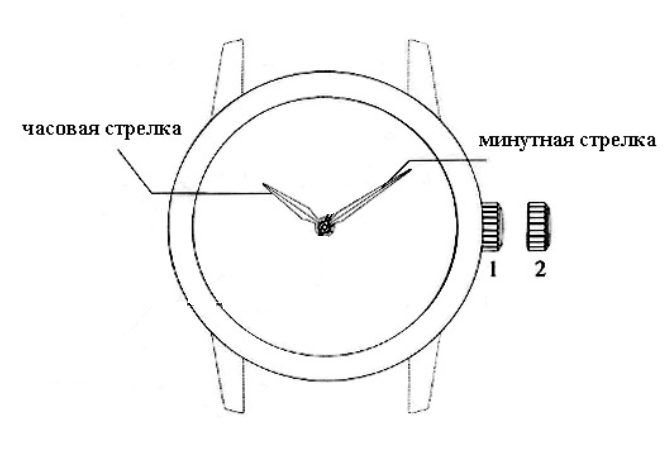 часовая стрелка
минутная стрелка
1 2